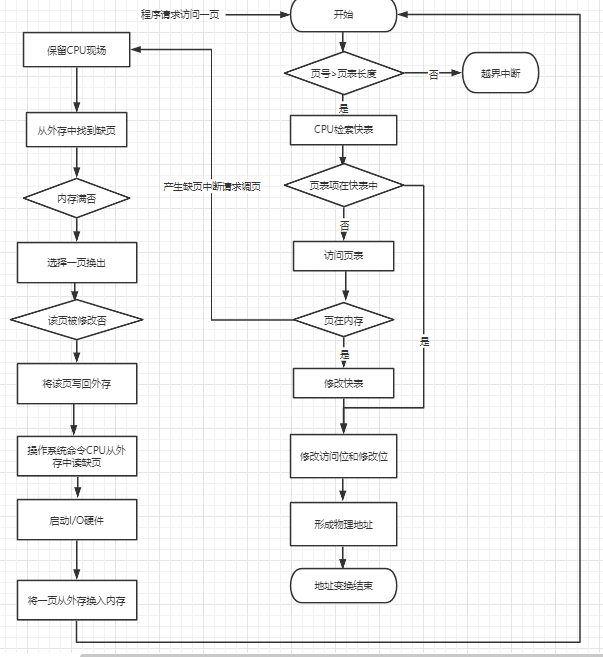 程序请求访问一页
开始
保留CPU现场
页号>页表长度
否
越界中断
是
从外存中找到缺页
CPU检索快表
产生缺页中断请求调页
页表项在快表中
内存满否
否
访问页表
选择一页换出
该页被修改否
页在内存
是
是
将该页写回外存
修改快表
操作系统命令CPU从外
存中读缺页
修改访问位和修改位
启动I/O硬件
形成物理地址
将一页从外存换入内存
地址变换结束